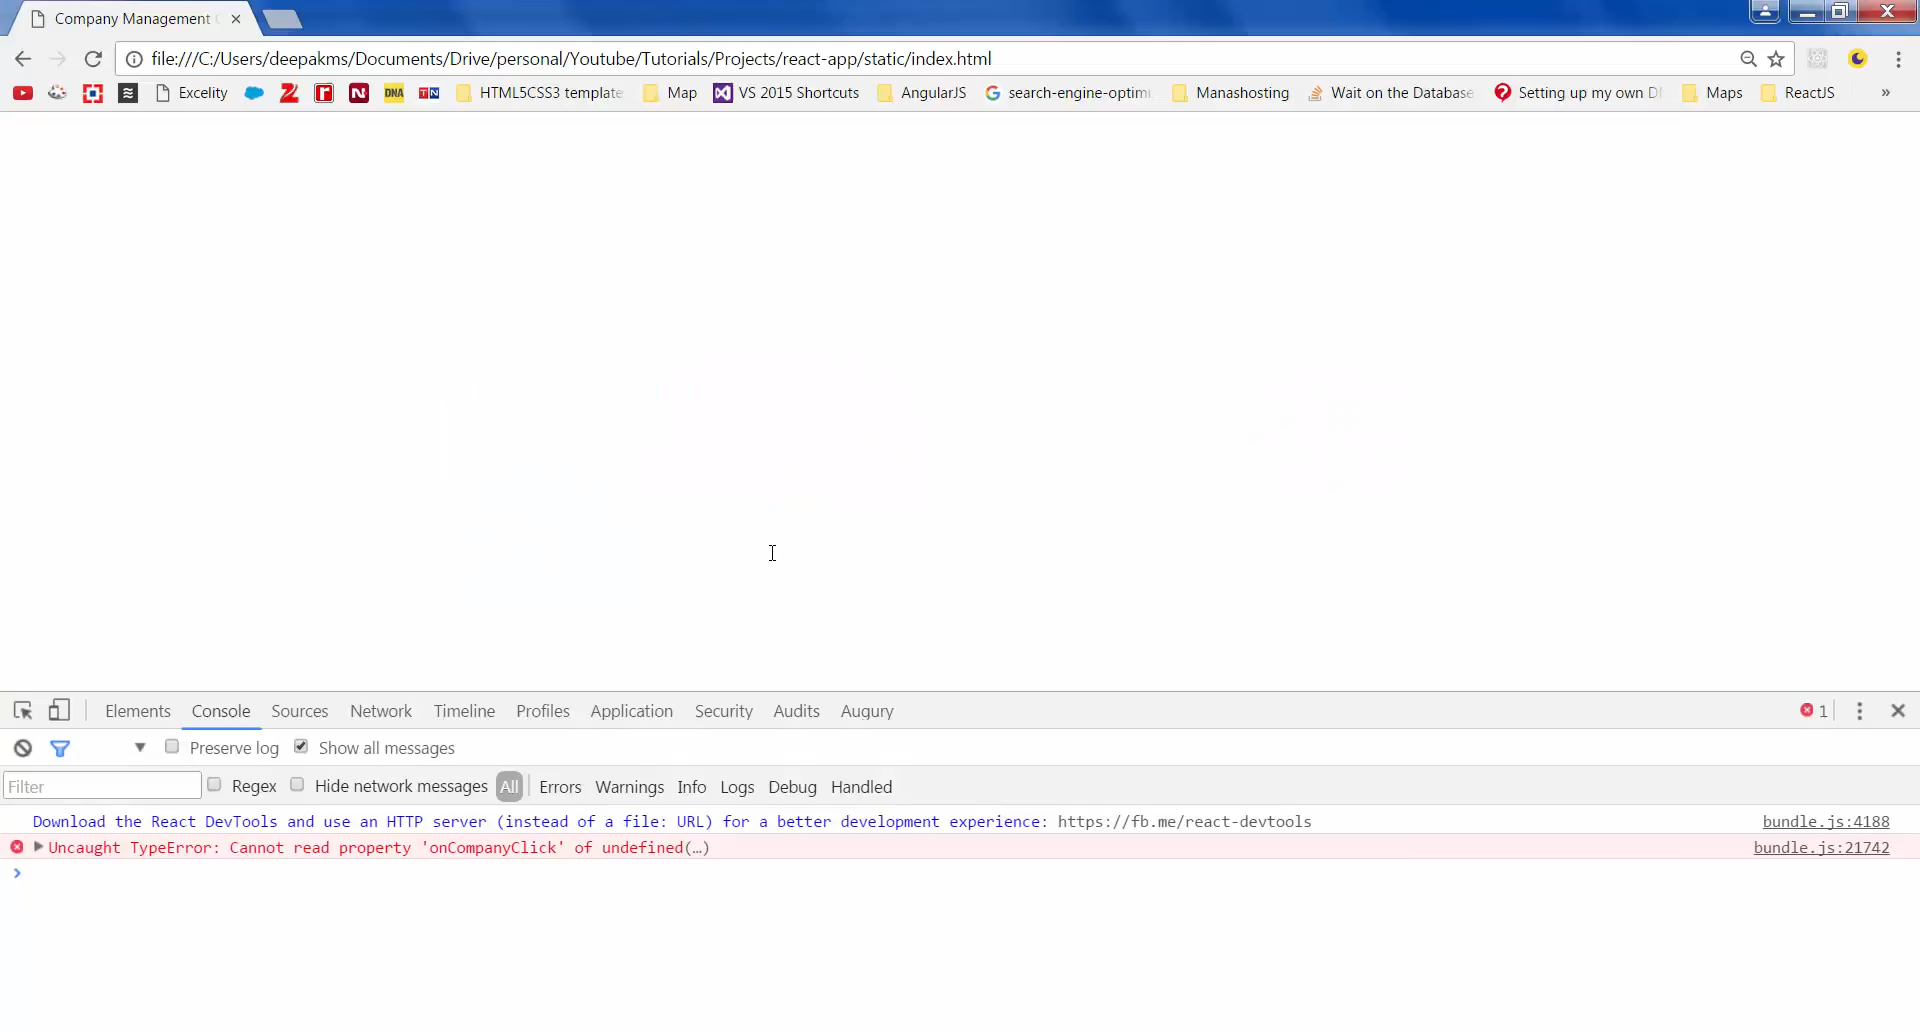 Company Management
file:///C:/Users/deepakms/Documents/Drive/personal/Youtube/Tutorials/Projects/react-app/static/index.html
Excelity Z r N DNA TN HTML5CSS3 template Map VS 2015 Shortcuts AngularJS G search-engine-optimi Manashosting Wait on the Database Setting up my own D Maps ReactJS »
Elements Console Sources Network Timeline Profiles Application Security Audits Augury 1
Preserve log Show all messages
Filter Regex Hide network messages All Errors Warnings Info Logs Debug Handled
Download the React DevTools and use an HTTP server (instead of a file: URL) for a better development experience: https://fb.me/react-devtools bundle.js:4188
Uncaught TypeError: Cannot read property 'onCompanyClick' of undefined(…) bundle.js:21742